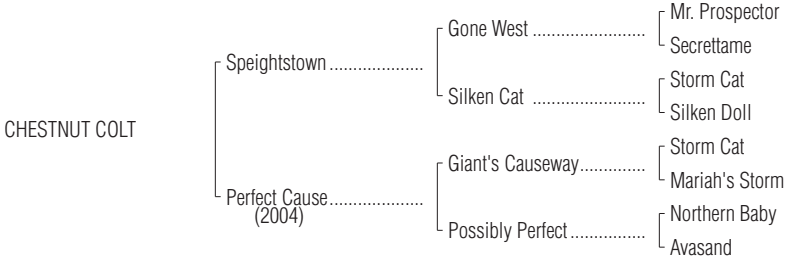 Mr. Prospector
Gone West ........................
Secrettame
Speightstown ....................
Storm Cat
Silken Cat ........................
Silken Doll
CHESTNUT COLT
Storm Cat
Giant's Causeway..............
Mariah's Storm
Perfect Cause....................
(2004)
Northern Baby
Possibly Perfect................
Avasand